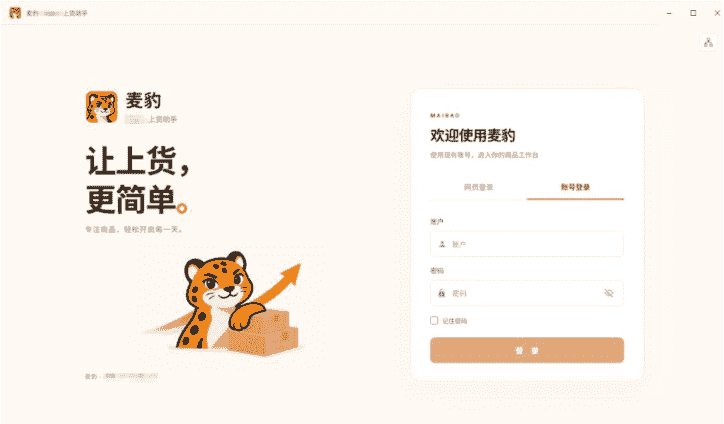 麦豹 上货助手
麦豹
上货助手
让上货，
更简单。
专注商品，轻松开启每一天。
麦豹
MAIBAO
欢迎使用麦豹
使用现有账号，进入你的商品工作台
网页登录
账号登录
账户
账户
密码
密码
记住密码
登 录